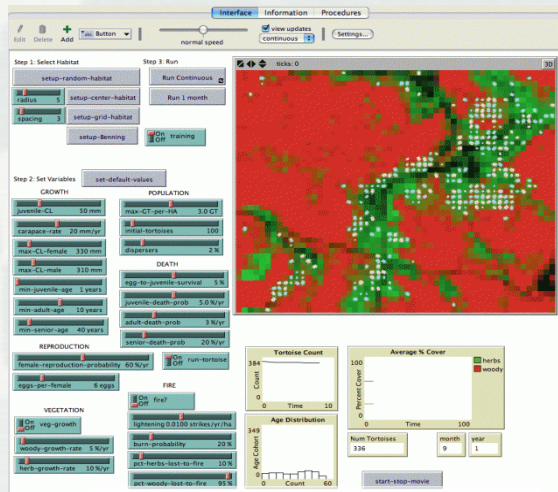 Interface Information Procedures
Edit Delete Add Button
normal speed
view updates
continuous
Settings...
Step 1: Select Habitat
Step 3: Run
setup-random-habitat
Run Continuous
radius 5
setup-center-habitat
Run 1 month
spacing 3
setup-grid-habitat
setup-Benning
On
Off
training
ticks: 0
3D
Step 2: Set Variables
set-default-values
GROWTH
juvenile-CL 50 mm
carapace-rate 20 mm/yr
max-CL-female 330 mm
max-CL-male 310 mm
min-juvenile-age 1 years
min-adult-age 10 years
min-senior-age 40 years
POPULATION
max-GT-per-HA 3.0 GT
initial-tortoises 100
dispersers 2 %
DEATH
egg-to-juvenile-survival 5 %
juvenile-death-prob 5.0 %/yr
adult-death-prob 3 %/yr
senior-death-prob 20 %/yr
REPRODUCTION
female-reproduction-probability 60 %/yr
On
Off
run-tortoise
eggs-per-female 6 eggs
FIRE
On
Off
fire?
VEGETATION
On
Off
veg-growth
woody-growth-rate 5 %/yr
herb-growth-rate 10 %/yr
lightening 0.0100 strikes/yr/ha
burn-probability 20 %
pct-herbs-lost-to-fire 10 %
pct-woody-lost-to-fire 95 %
Tortoise Count
384
Count
0
0 Time 10
Age Distribution
349
Age Cohort
0
0 Count 60
Average % Cover
100
Percent Cover
0
0 Time 100
herbs
woody
Num Tortoises
336
month
9
year
1
start-stop-movie